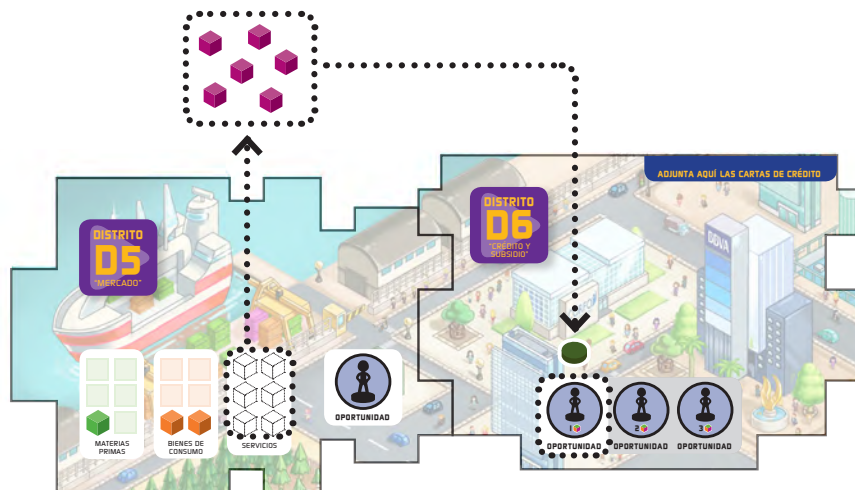 ADJUNTA AQUÍ LAS CARTAS DE CRÉDITO
DISTRITO
D5
"MERCADO"
DISTRITO
D6
"CRÉDITO Y
SUBSIDIO"
BBVA
MATERIAS
PRIMAS
BIENES DE
CONSUMO
SERVICIOS
OPORTUNIDAD
1
OPORTUNIDAD
2
OPORTUNIDAD
3
OPORTUNIDAD